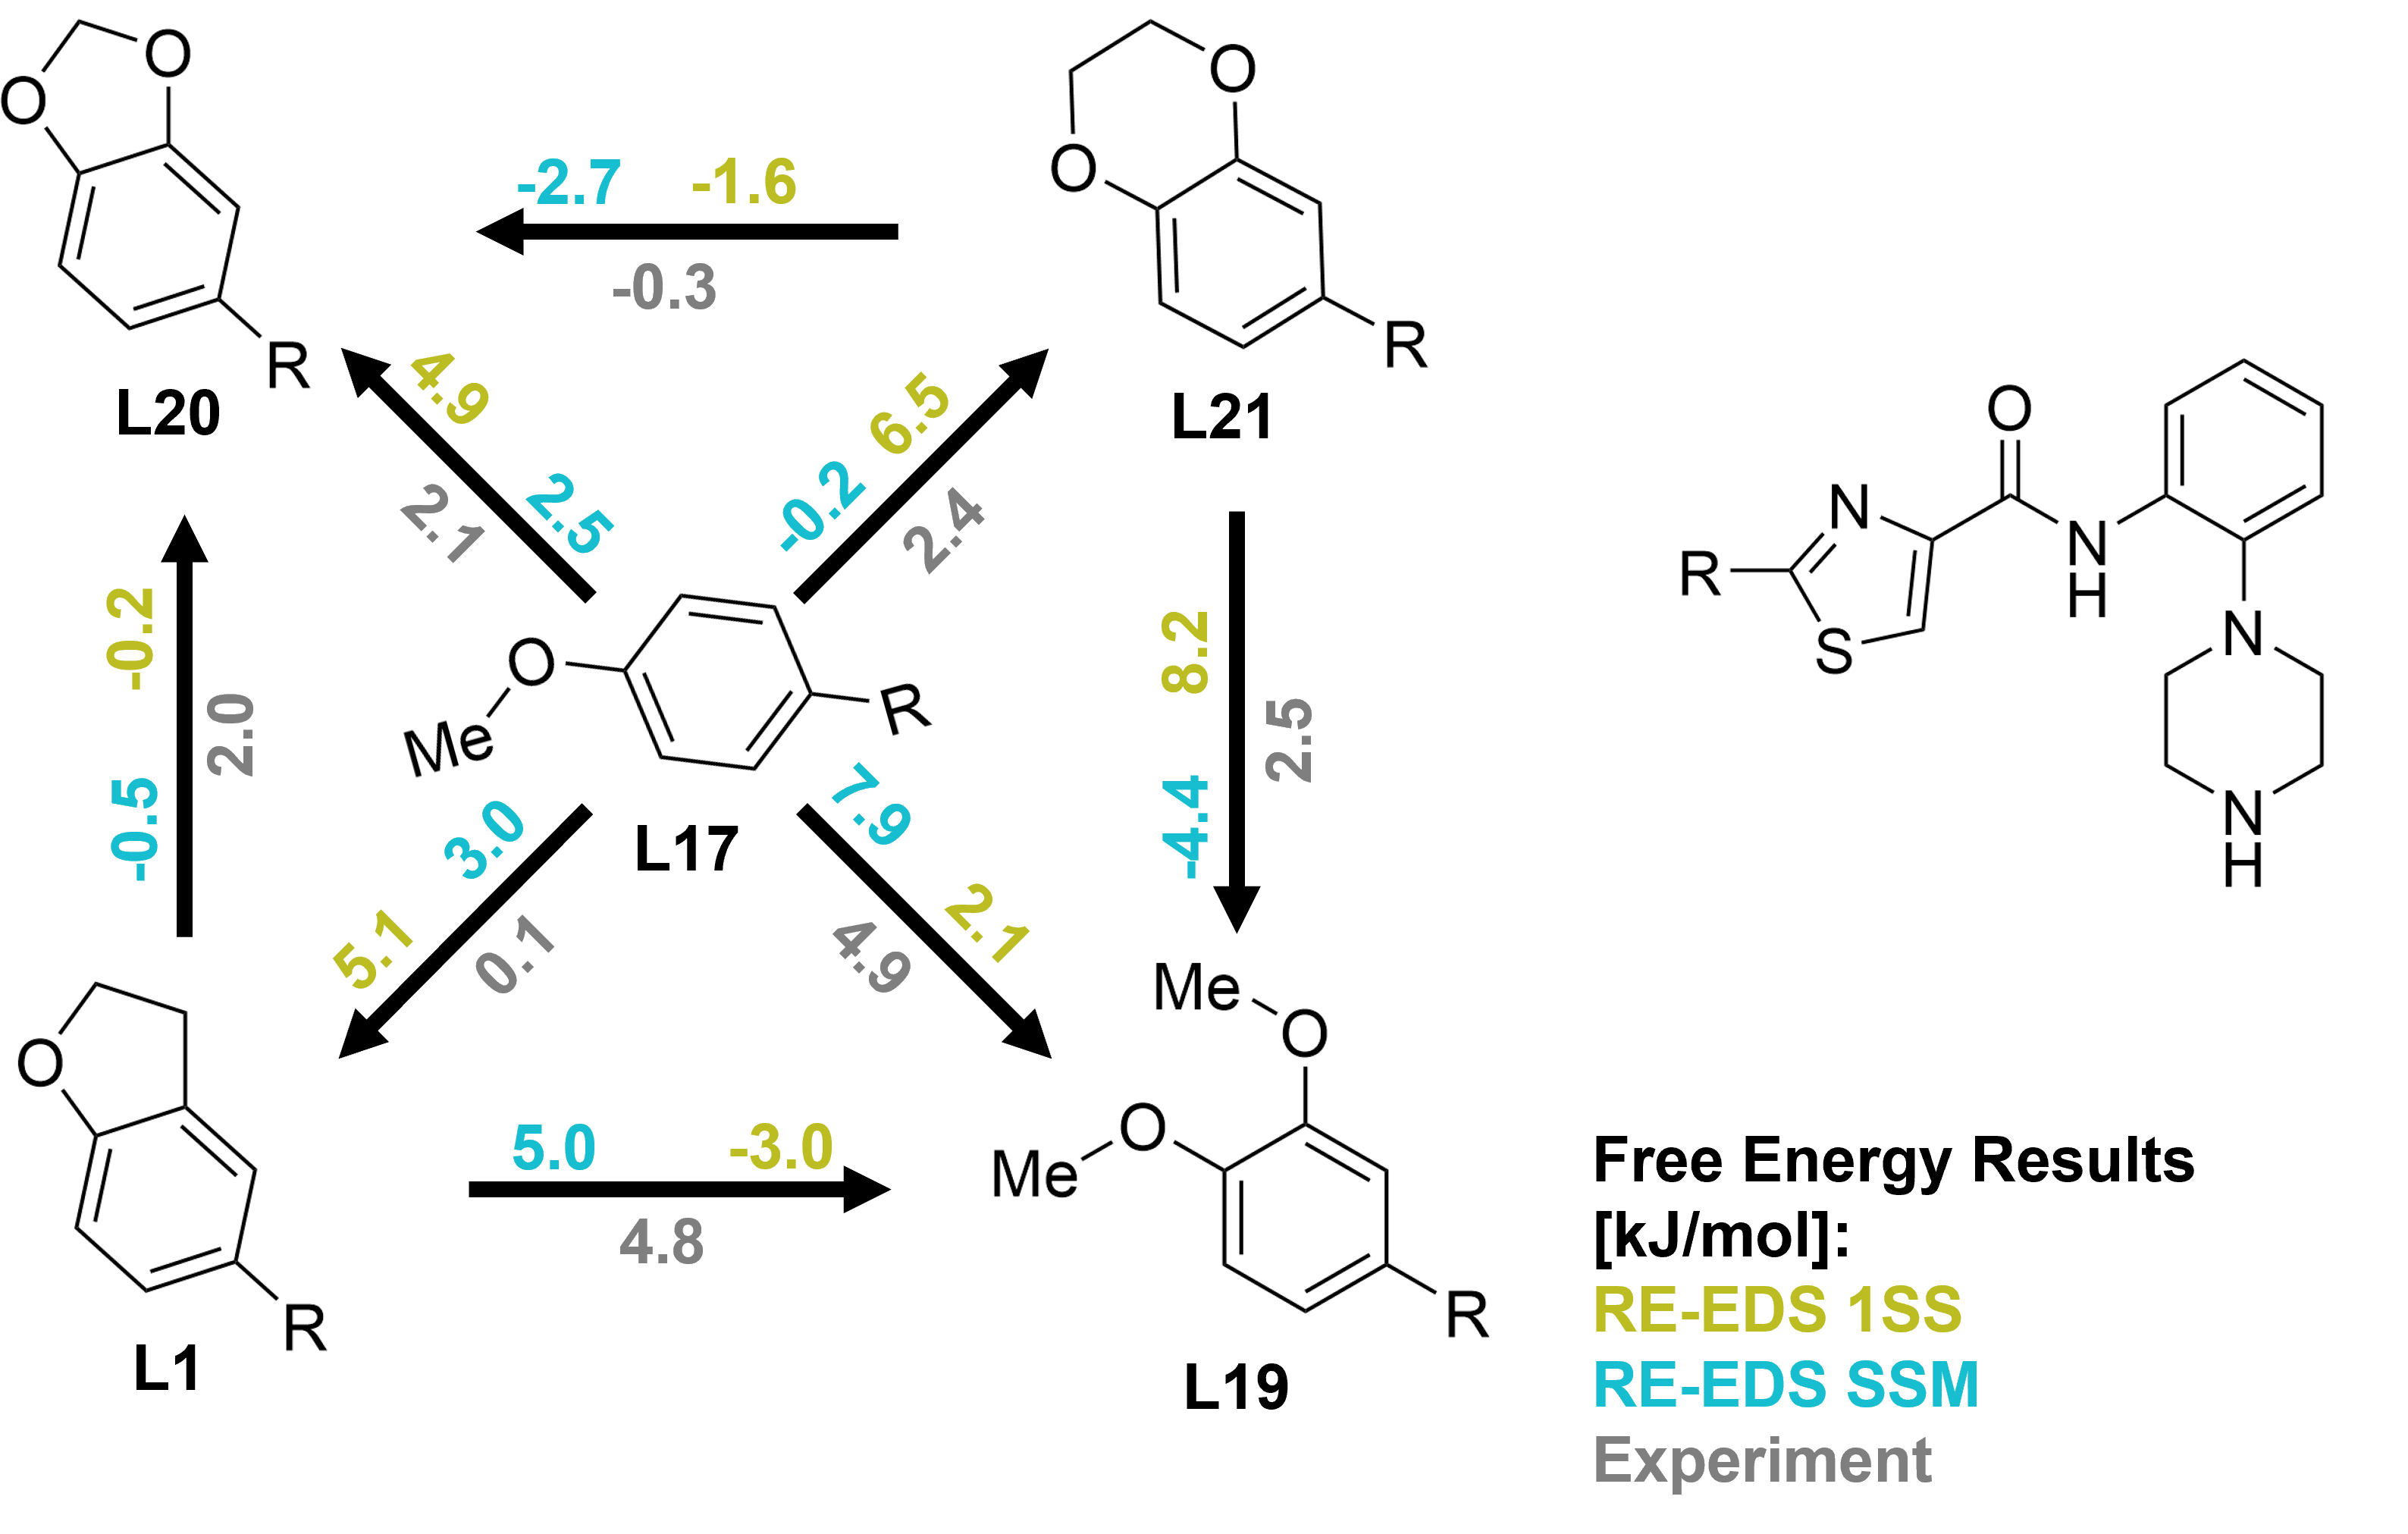 O
O
R
L20
-2.7 -1.6
-0.3
O
O
R
L21
4.9
2.5
2.1
-0.2 6.5
2.4
-0.5 -0.2
2.0
O
Me
R
L17
-4.4 8.2
2.5
5.1 3.0
0.1
7.9 2.1
4.9
O
R
L1
5.0 -3.0
4.8
Me
O
Me
O
R
L19
O
N
R
S
N
H
N
N
H
Free Energy Results
[kJ/mol]:
RE-EDS 1SS
RE-EDS SSM
Experiment